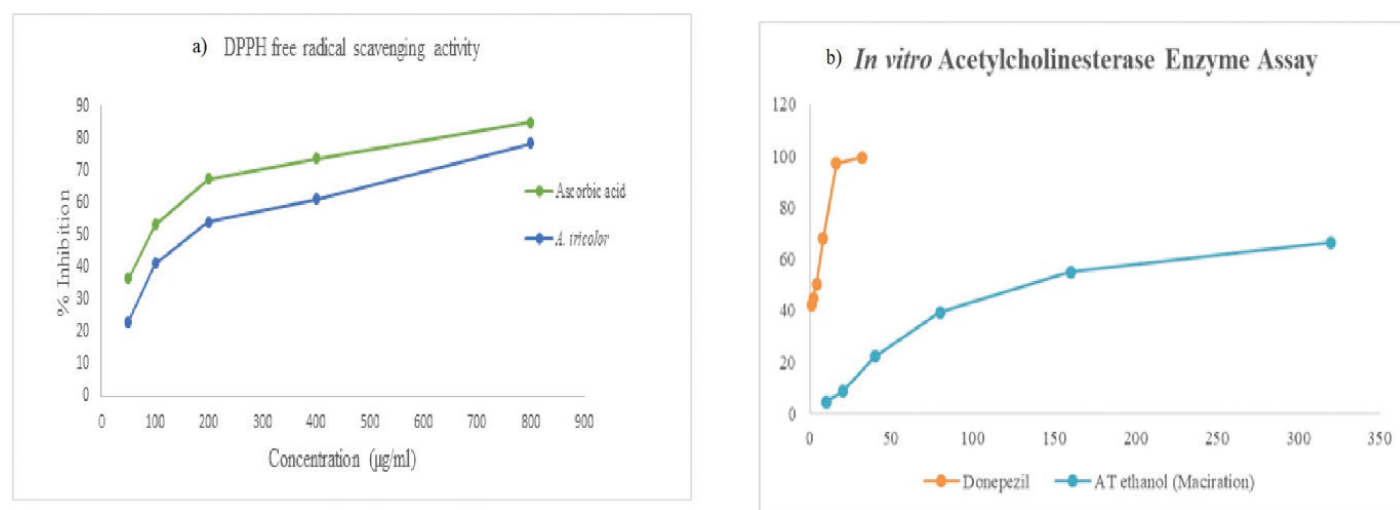 a) DPPH free radical scavenging activity
90
80
70
60
50
40
30
20
10
0
% Inhibition
0 100 200 300 400 500 600 700 800 900
Concentration (µg/ml)
Ascorbic acid
A. tricolor
b) In vitro Acetylcholinesterase Enzyme Assay
120
100
80
60
40
20
0
0 50 100 150 200 250 300 350
Donepezil AT ethanol (Maciration)